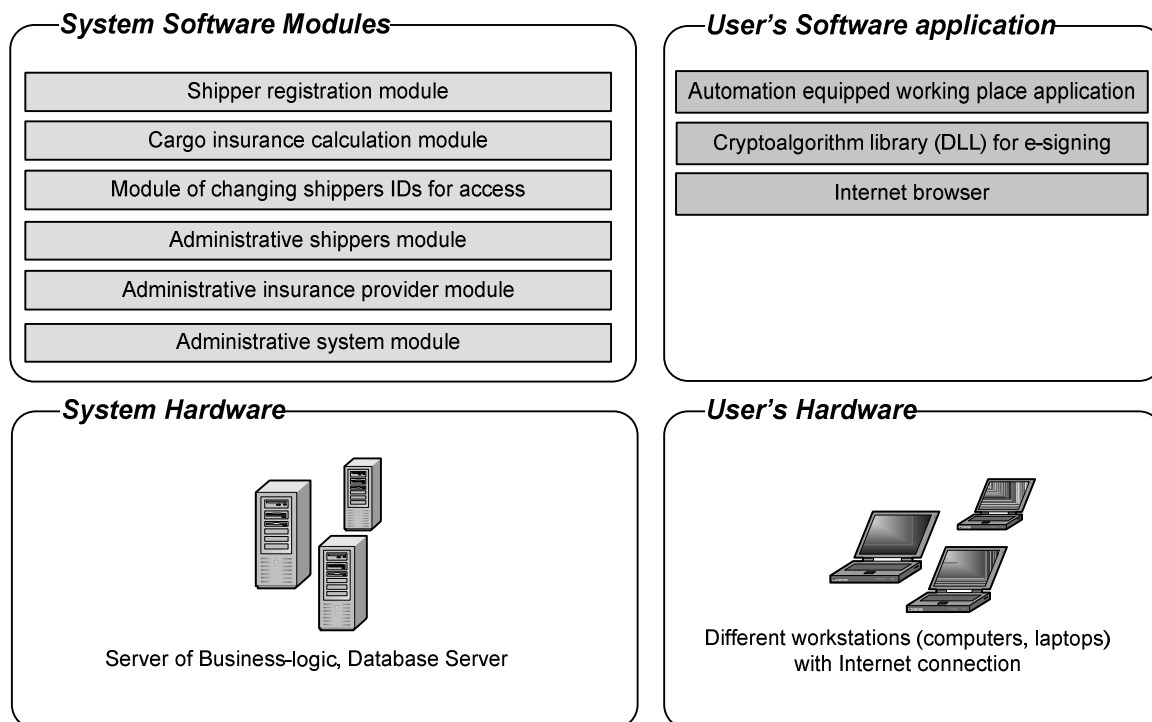 System Software Modules
Shipper registration module
Cargo insurance calculation module
Module of changing shippers IDs for access
Administrative shippers module
Administrative insurance provider module
Administrative system module
User's Software application
Automation equipped working place application
Cryptoalgorithm library (DLL) for e-signing
Internet browser
System Hardware
Server of Business-logic, Database Server
User's Hardware
Different workstations (computers, laptops)
with Internet connection